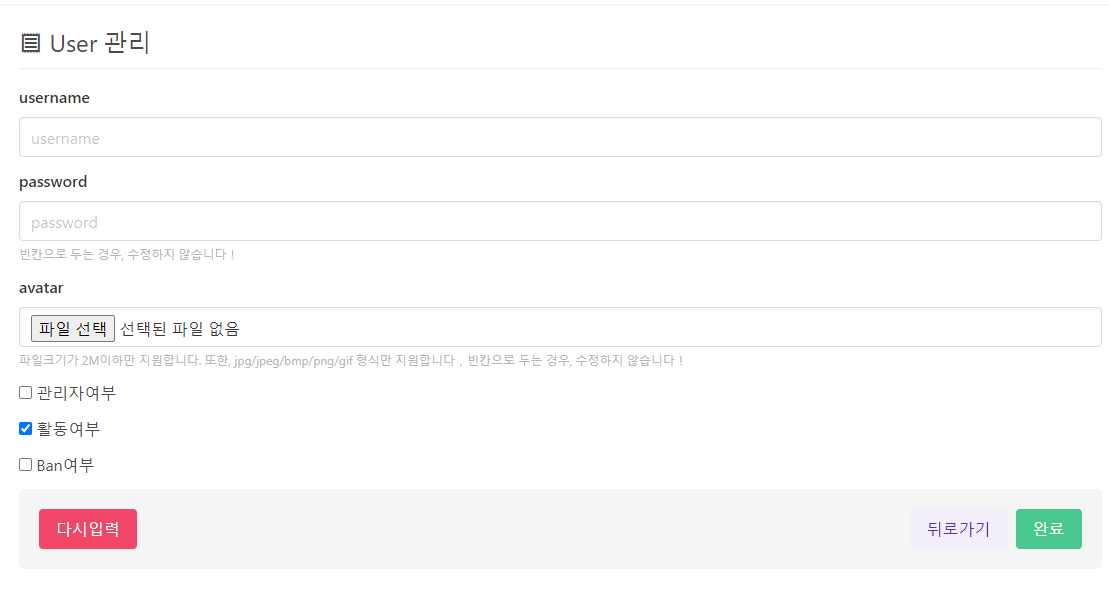 User 관리
username
username
password
password
빈칸으로 두는 경우, 수정하지 않습니다 !
avatar
파일 선택 선택된 파일 없음
파일크기가 2M이하만 지원합니다. 또한, jpg/jpeg/bmp/png/gif 형식만 지원합니다 , 빈칸으로 두는 경우, 수정하지 않습니다 !
관리자여부
활동여부
Ban여부
다시입력 뒤로가기 완료